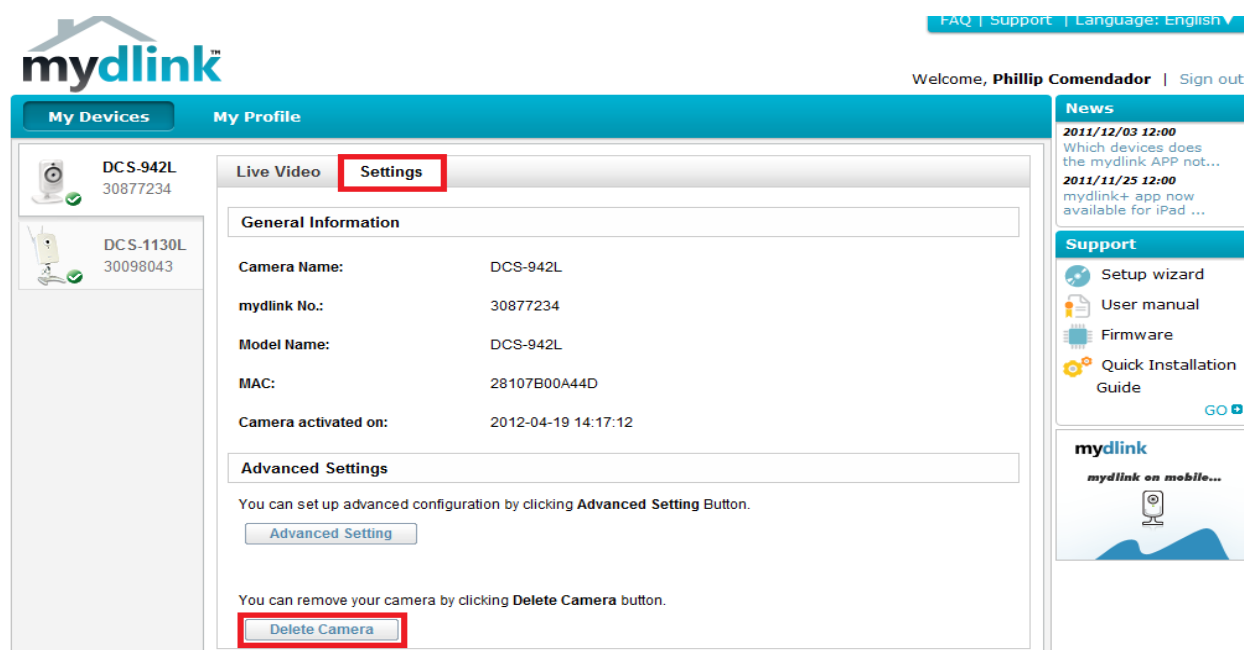 FAQ | Support | Language: English
mydlink™
Welcome, Phillip Comendador | Sign out
My Devices
My Profile
DCS-942L
30877234
DCS-1130L
30098043
Live Video
Settings
General Information
Camera Name: DCS-942L
mydlink No.: 30877234
Model Name: DCS-942L
MAC: 28107B00A44D
Camera activated on: 2012-04-19 14:17:12
Advanced Settings
You can set up advanced configuration by clicking Advanced Setting Button.
Advanced Setting
You can remove your camera by clicking Delete Camera button.
Delete Camera
News
2011/12/03 12:00
Which devices does
the mydlink APP not...
2011/11/25 12:00
mydlink+ app now
available for iPad ...
Support
Setup wizard
User manual
Firmware
Quick Installation
Guide
GO
mydlink
mydlink on mobile...